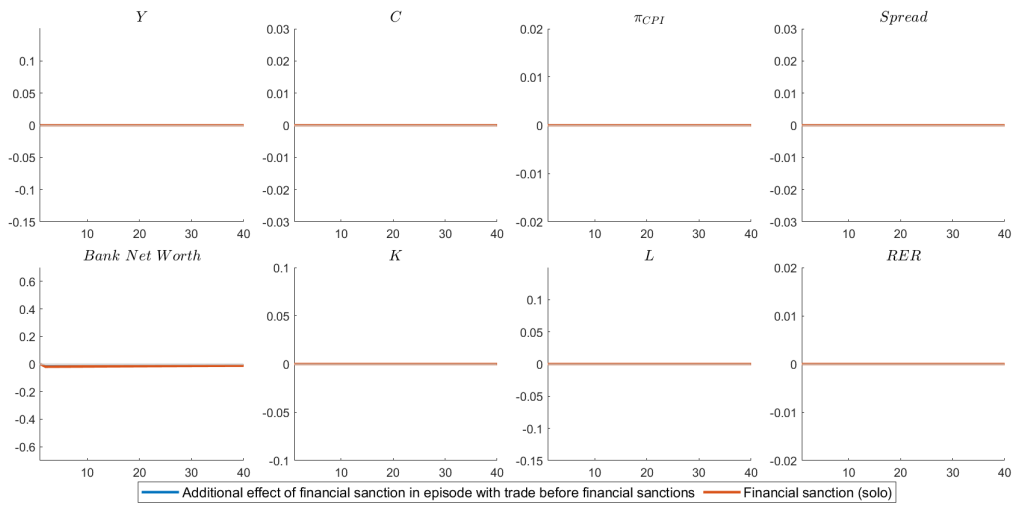 Y
0.1
0.05
0
-0.05
-0.1
-0.15
10 20 30 40
C
0.03
0.02
0.01
0
-0.01
-0.02
-0.03
10 20 30 40
π_CPI
0.02
0.01
0
-0.01
-0.02
10 20 30 40
Spread
0.03
0.02
0.01
0
-0.01
-0.02
-0.03
10 20 30 40
Bank Net Worth
0.6
0.4
0.2
0
-0.2
-0.4
-0.6
10 20 30 40
K
0.1
0.05
0
-0.05
-0.1
10 20 30 40
L
0.1
0.05
0
-0.05
-0.1
-0.15
10 20 30 40
RER
0.02
0.01
0
-0.01
-0.02
10 20 30 40
Additional effect of financial sanction in episode with trade before financial sanctions
Financial sanction (solo)